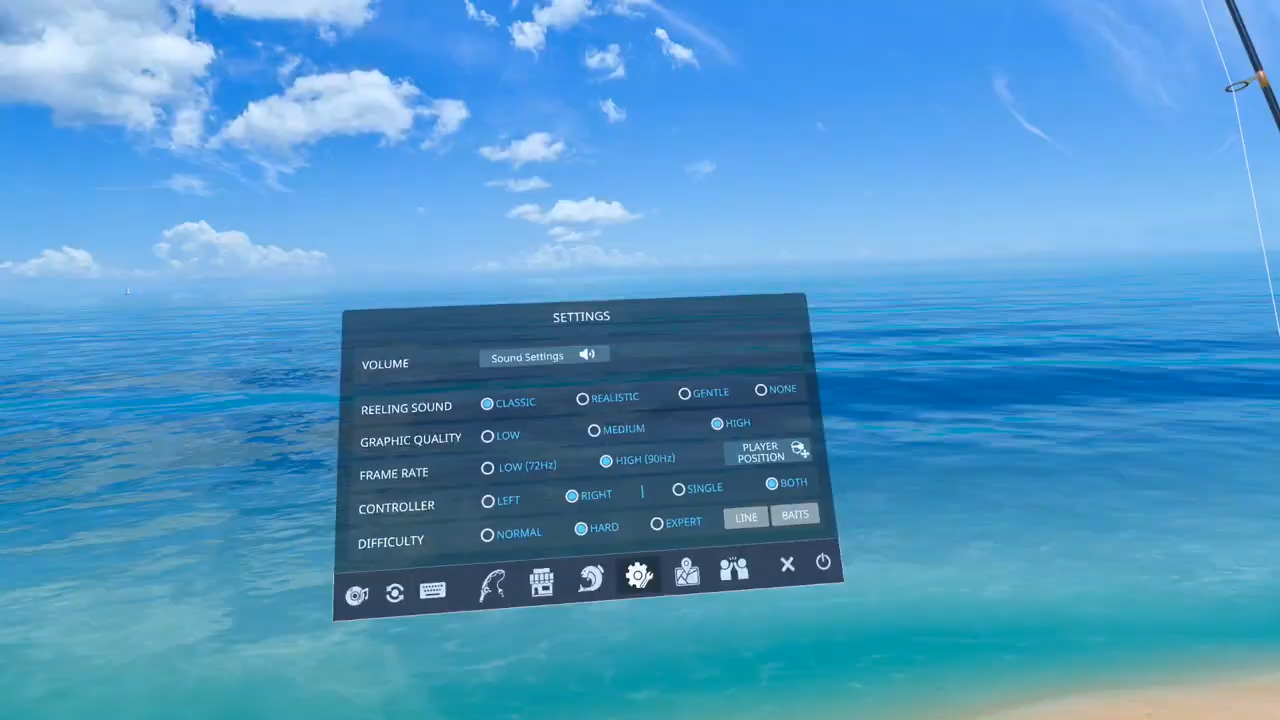 SETTINGS
VOLUME Sound Settings
REELING SOUND CLASSIC REALISTIC GENTLE NONE
GRAPHIC QUALITY LOW MEDIUM HIGH
FRAME RATE LOW (72Hz) HIGH (90Hz) PLAYER POSITION
CONTROLLER LEFT RIGHT | SINGLE BOTH
DIFFICULTY NORMAL HARD EXPERT LINE BAITS